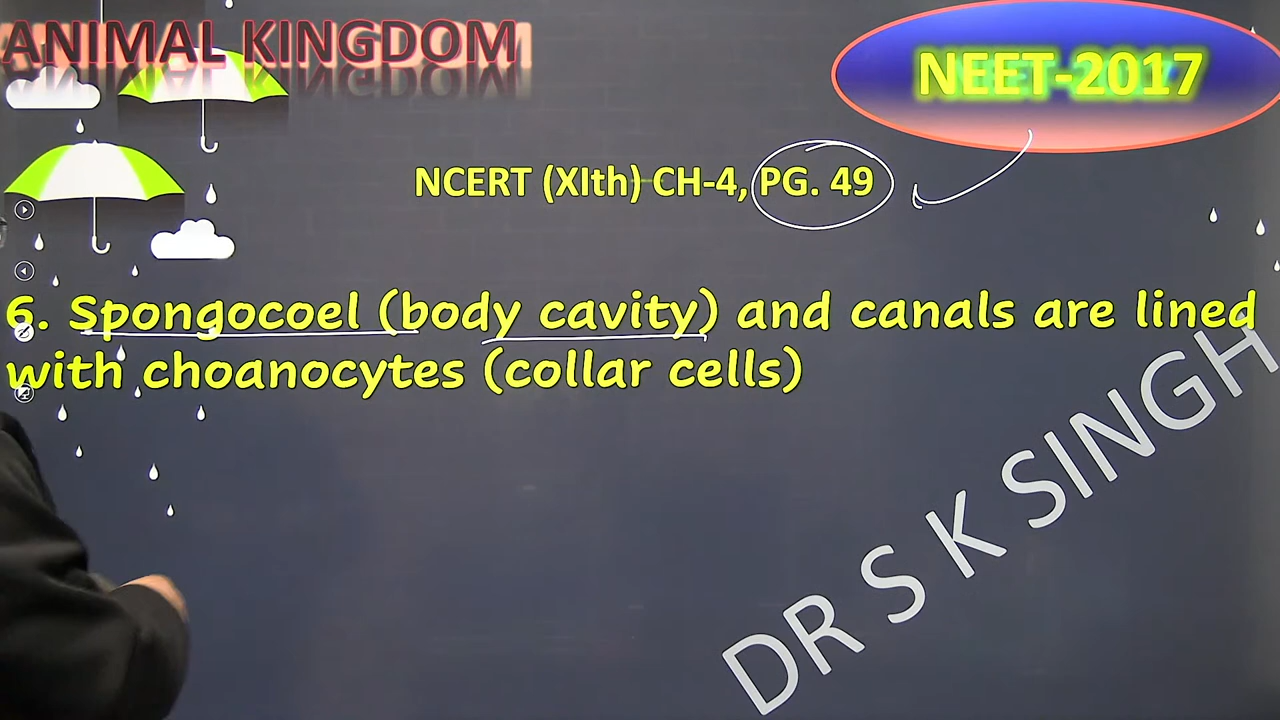 ANIMAL KINGDOM
NEET-2017
NCERT (XIth) CH-4, PG. 49
6. Spongocoel (body cavity) and canals are lined
with choanocytes (collar cells)
DR S K SINGH